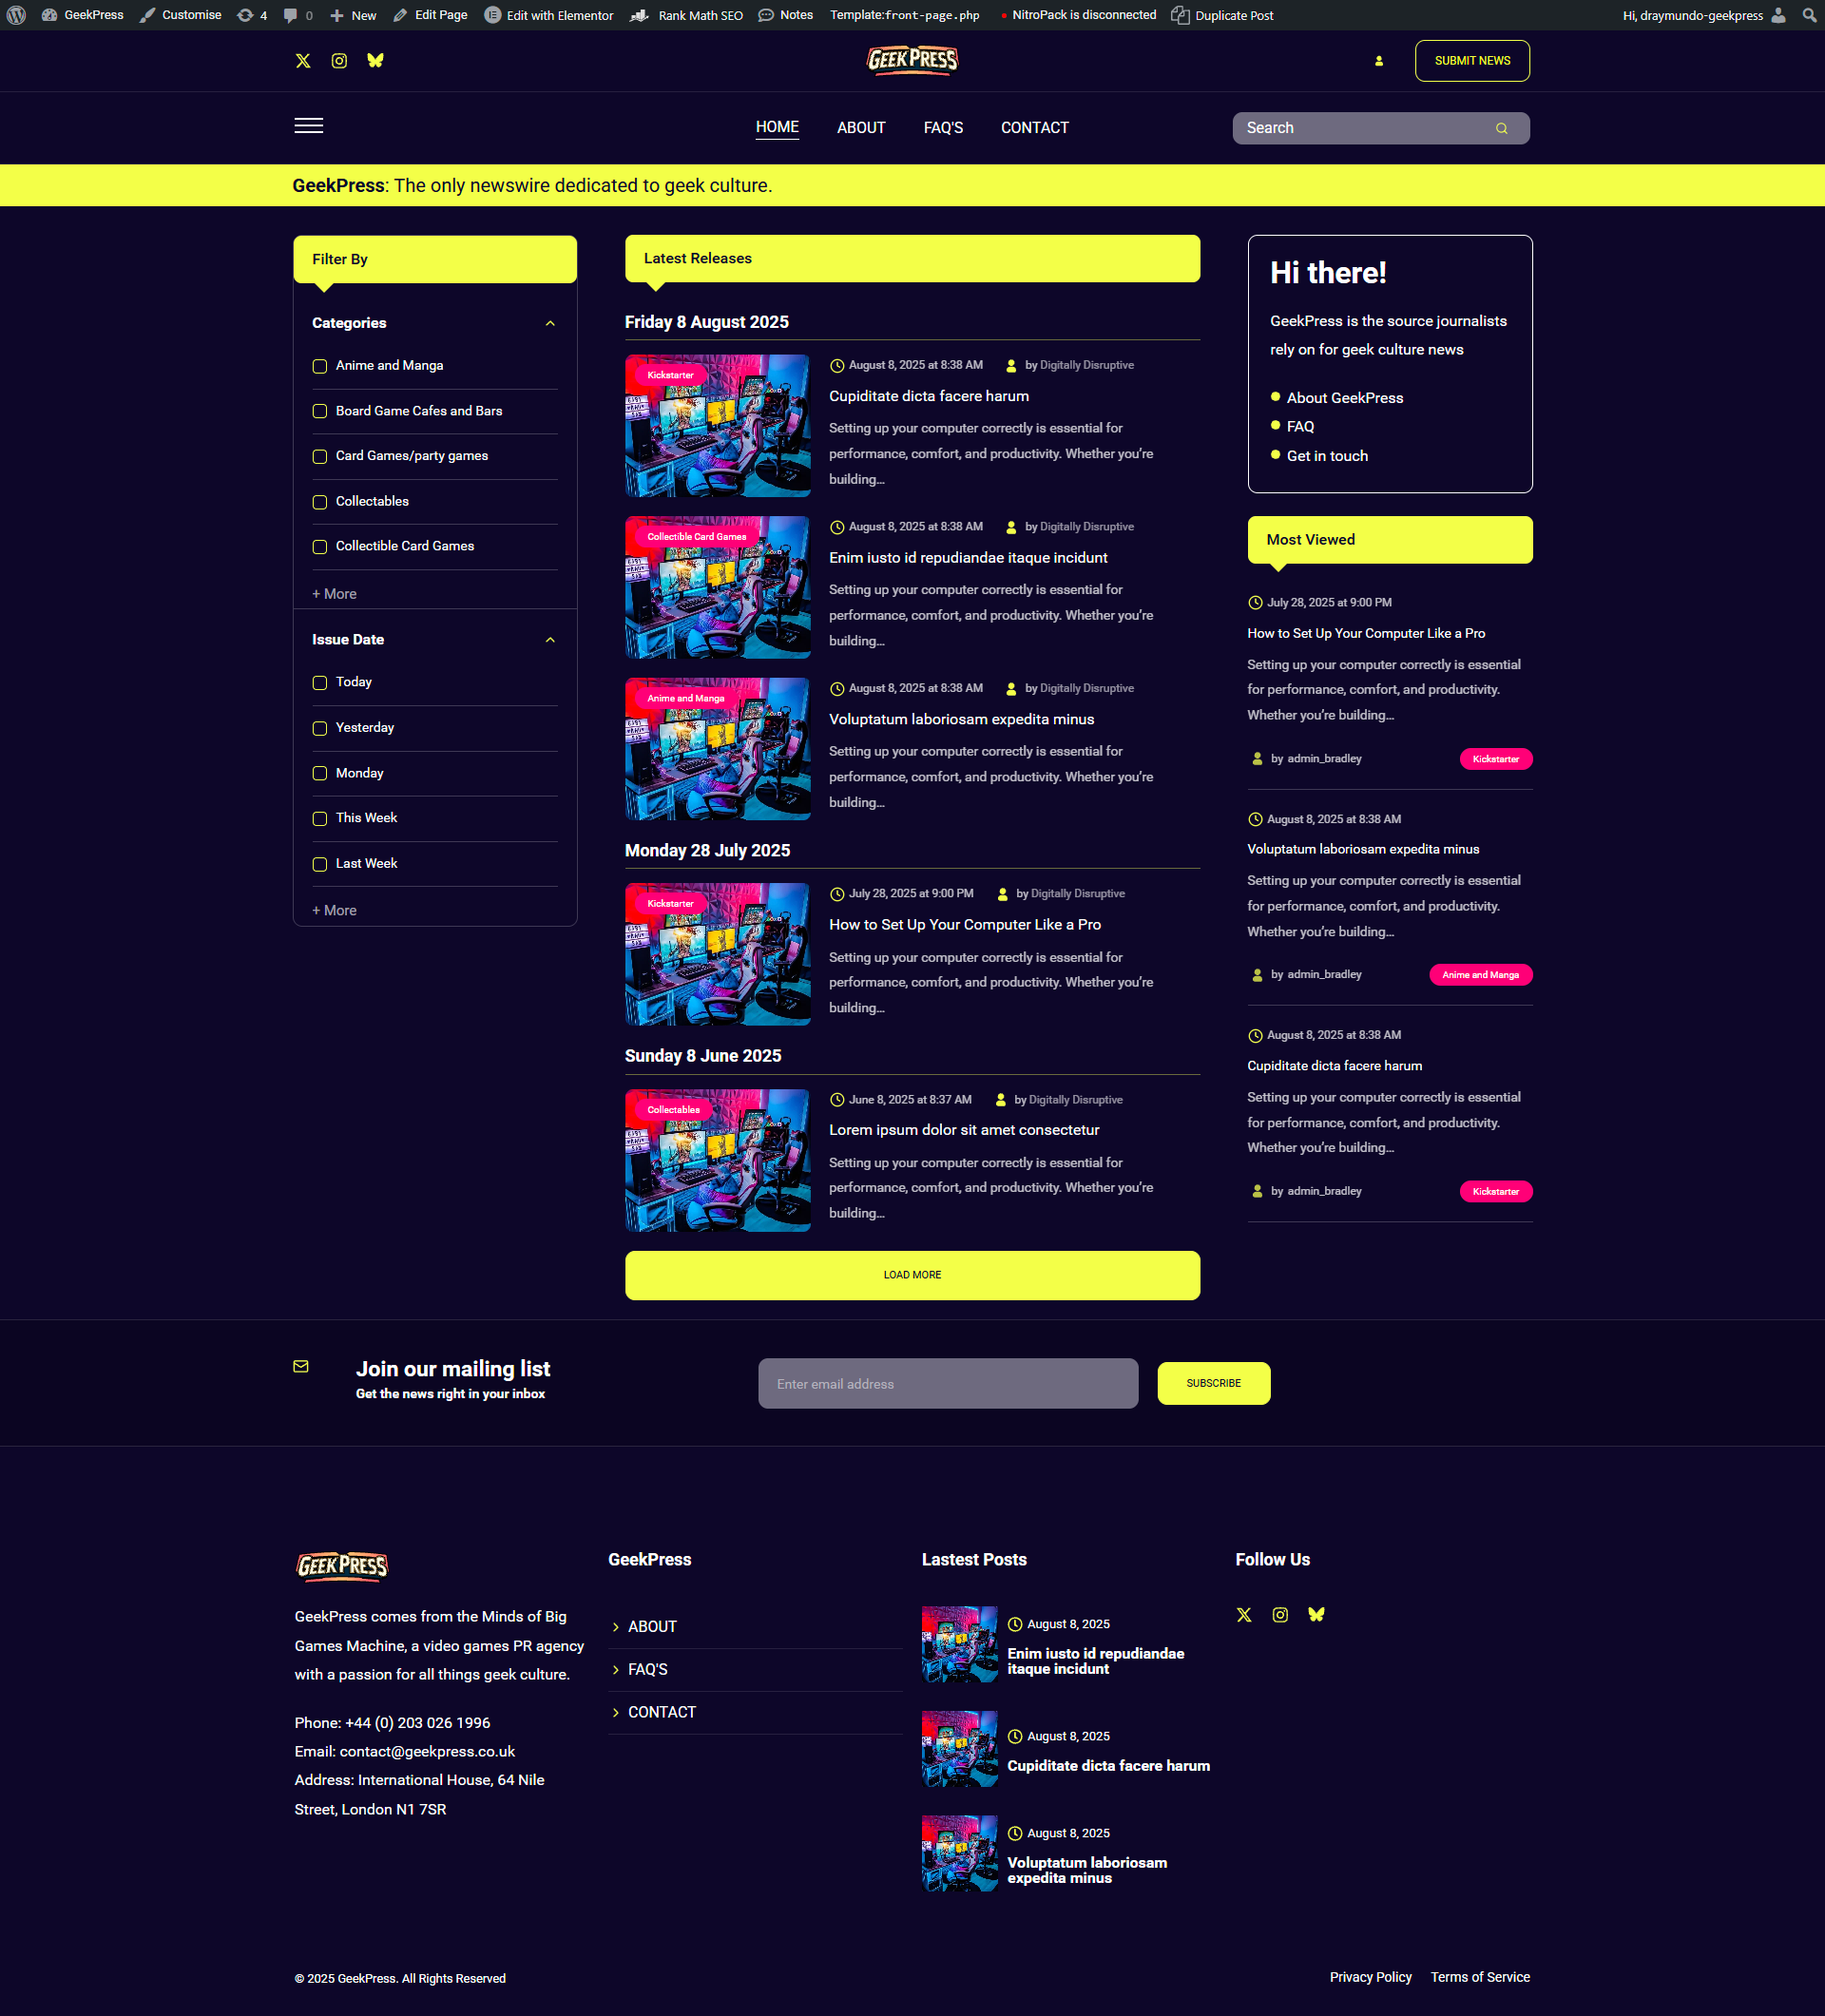 GeekPress Customise 4 0 New Edit Page Edit with Elementor Rank Math SEO Notes Template:front-page.php NitroPack is disconnected Duplicate Post Hi, draymundo-geekpress
GEEK PRESS
SUBMIT NEWS
HOME ABOUT FAQ'S CONTACT
Search
GeekPress: The only newswire dedicated to geek culture.
Filter By
Categories
Anime and Manga
Board Game Cafes and Bars
Card Games/party games
Collectables
Collectible Card Games
+ More
Issue Date
Today
Yesterday
Monday
This Week
Last Week
+ More
Latest Releases
Friday 8 August 2025
Kickstarter
August 8, 2025 at 8:38 AM by Digitally Disruptive
Cupiditate dicta facere harum
Setting up your computer correctly is essential for
performance, comfort, and productivity. Whether you’re
building…
Collectible Card Games
August 8, 2025 at 8:38 AM by Digitally Disruptive
Enim iusto id repudiandae itaque incidunt
Setting up your computer correctly is essential for
performance, comfort, and productivity. Whether you’re
building…
Anime and Manga
August 8, 2025 at 8:38 AM by Digitally Disruptive
Voluptatum laboriosam expedita minus
Setting up your computer correctly is essential for
performance, comfort, and productivity. Whether you’re
building…
Monday 28 July 2025
Kickstarter
July 28, 2025 at 9:00 PM by Digitally Disruptive
How to Set Up Your Computer Like a Pro
Setting up your computer correctly is essential for
performance, comfort, and productivity. Whether you’re
building…
Sunday 8 June 2025
Collectables
June 8, 2025 at 8:37 AM by Digitally Disruptive
Lorem ipsum dolor sit amet consectetur
Setting up your computer correctly is essential for
performance, comfort, and productivity. Whether you’re
building…
LOAD MORE
Hi there!
GeekPress is the source journalists
rely on for geek culture news
About GeekPress
FAQ
Get in touch
Most Viewed
July 28, 2025 at 9:00 PM
How to Set Up Your Computer Like a Pro
Setting up your computer correctly is essential
for performance, comfort, and productivity.
Whether you’re building…
by admin_bradley Kickstarter
August 8, 2025 at 8:38 AM
Voluptatum laboriosam expedita minus
Setting up your computer correctly is essential
for performance, comfort, and productivity.
Whether you’re building…
by admin_bradley Anime and Manga
August 8, 2025 at 8:38 AM
Cupiditate dicta facere harum
Setting up your computer correctly is essential
for performance, comfort, and productivity.
Whether you’re building…
by admin_bradley Kickstarter
Join our mailing list
Get the news right in your inbox
Enter email address
SUBSCRIBE
GEEK PRESS
GeekPress comes from the Minds of Big
Games Machine, a video games PR agency
with a passion for all things geek culture.
Phone: +44 (0) 203 026 1996
Email: contact@geekpress.co.uk
Address: International House, 64 Nile
Street, London N1 7SR
GeekPress
ABOUT
FAQ'S
CONTACT
Lastest Posts
August 8, 2025
Enim iusto id repudiandae
itaque incidunt
August 8, 2025
Cupiditate dicta facere harum
August 8, 2025
Voluptatum laboriosam
expedita minus
Follow Us
© 2025 GeekPress. All Rights Reserved
Privacy Policy Terms of Service